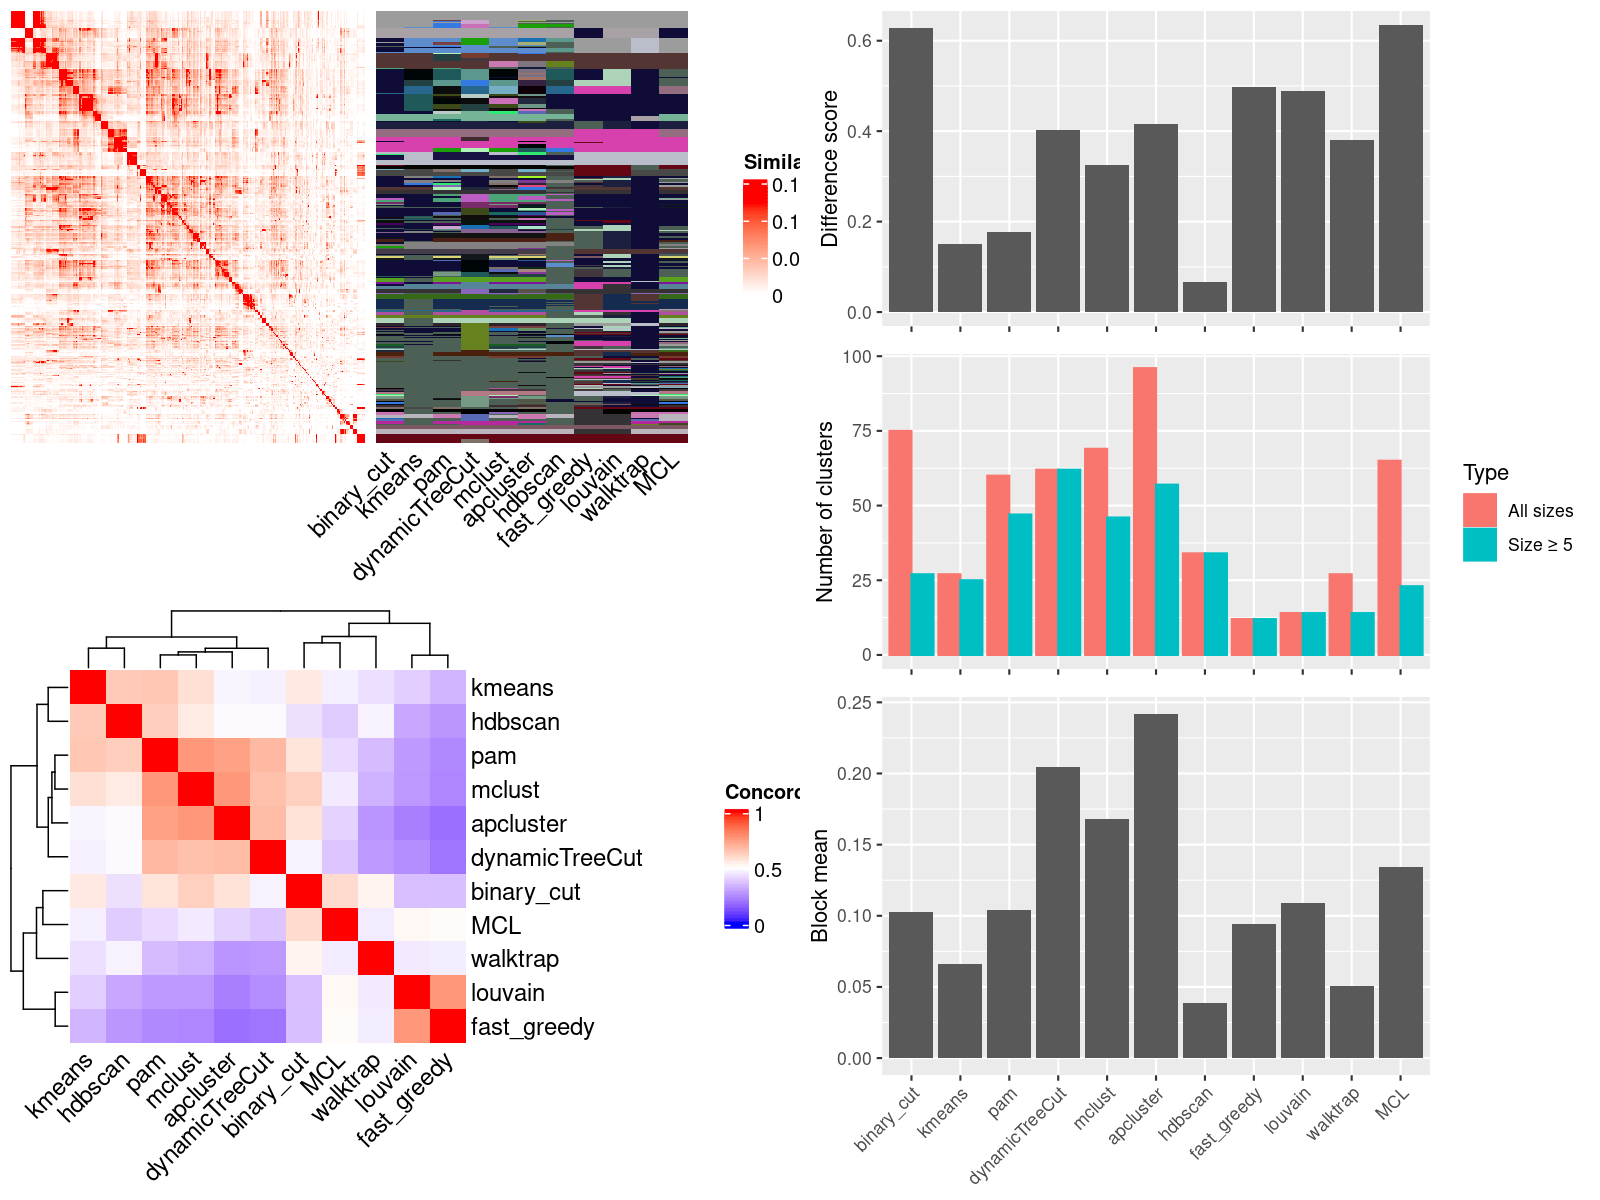 Simila
0.1
0.1
0.0
0
binary_cut
kmeans
pam
dynamicTreeCut
mclust
apcluster
hdbscan
fast_greedy
louvain
walktrap
MCL
Concord
1
0.5
0
kmeans
hdbscan
pam
mclust
apcluster
dynamicTreeCut
binary_cut
MCL
walktrap
louvain
fast_greedy
kmeans
hdbscan
pam
mclust
apcluster
dynamicTreeCut
binary_cut
MCL
walktrap
louvain
fast_greedy
Difference score
0.6
0.4
0.2
0.0
Number of clusters
100
75
50
25
0
Type
All sizes
Size ≥ 5
Block mean
0.25
0.20
0.15
0.10
0.05
0.00
binary_cut
kmeans
pam
dynamicTreeCut
mclust
apcluster
hdbscan
fast_greedy
louvain
walktrap
MCL